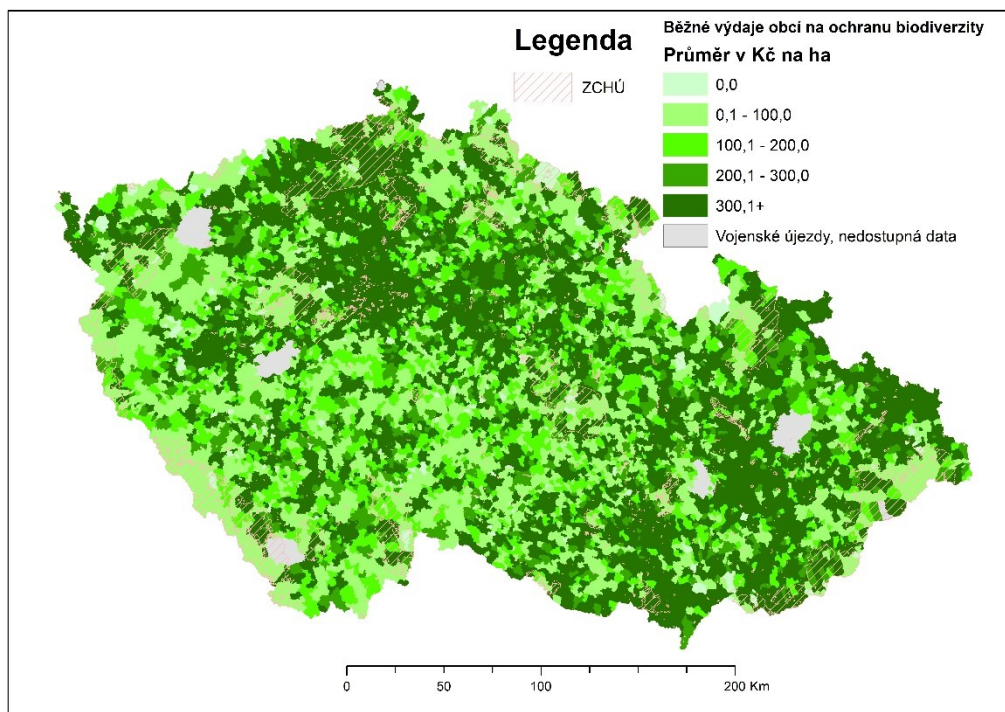 Legenda
ZCHÚ
Běžné výdaje obcí na ochranu biodiverzity
Průměr v Kč na ha
0,0
0,1 - 100,0
100,1 - 200,0
200,1 - 300,0
300,1+
Vojenské újezdy, nedostupná data
0 50 100 200 Km